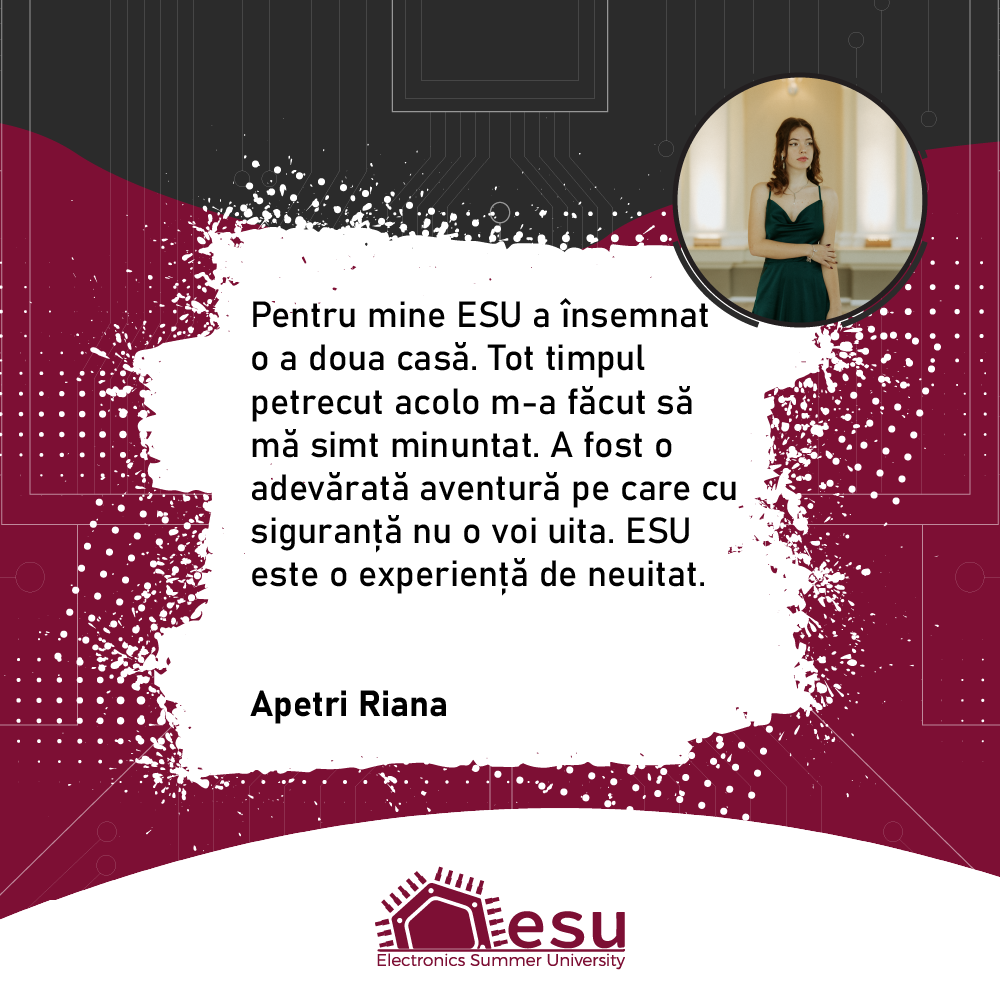 Pentru mine ESU a însemnat
o a doua casă. Tot timpul
petrecut acolo m-a făcut să
mă simt minuntat. A fost o
adevărată aventură pe care cu
siguranță nu o voi uita. ESU
este o experiență de neuitat.
Apetri Riana
esu
Electronics Summer University